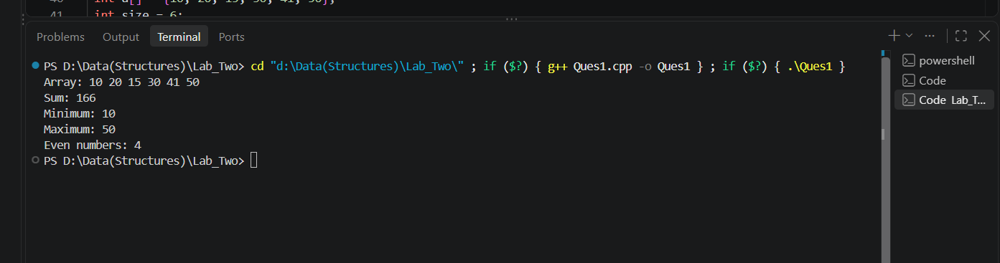 41
int size = 6;
Problems Output Terminal Ports
PS D:\Data(Structures)\Lab_Two> cd "d:\Data(Structures)\Lab_Two\" ; if ($?) { g++ Ques1.cpp -o Ques1 } ; if ($?) { .\Ques1 }
Array: 10 20 15 30 41 50
Sum: 166
Minimum: 10
Maximum: 50
Even numbers: 4
PS D:\Data(Structures)\Lab_Two>
powershell
Code
Code Lab_T...